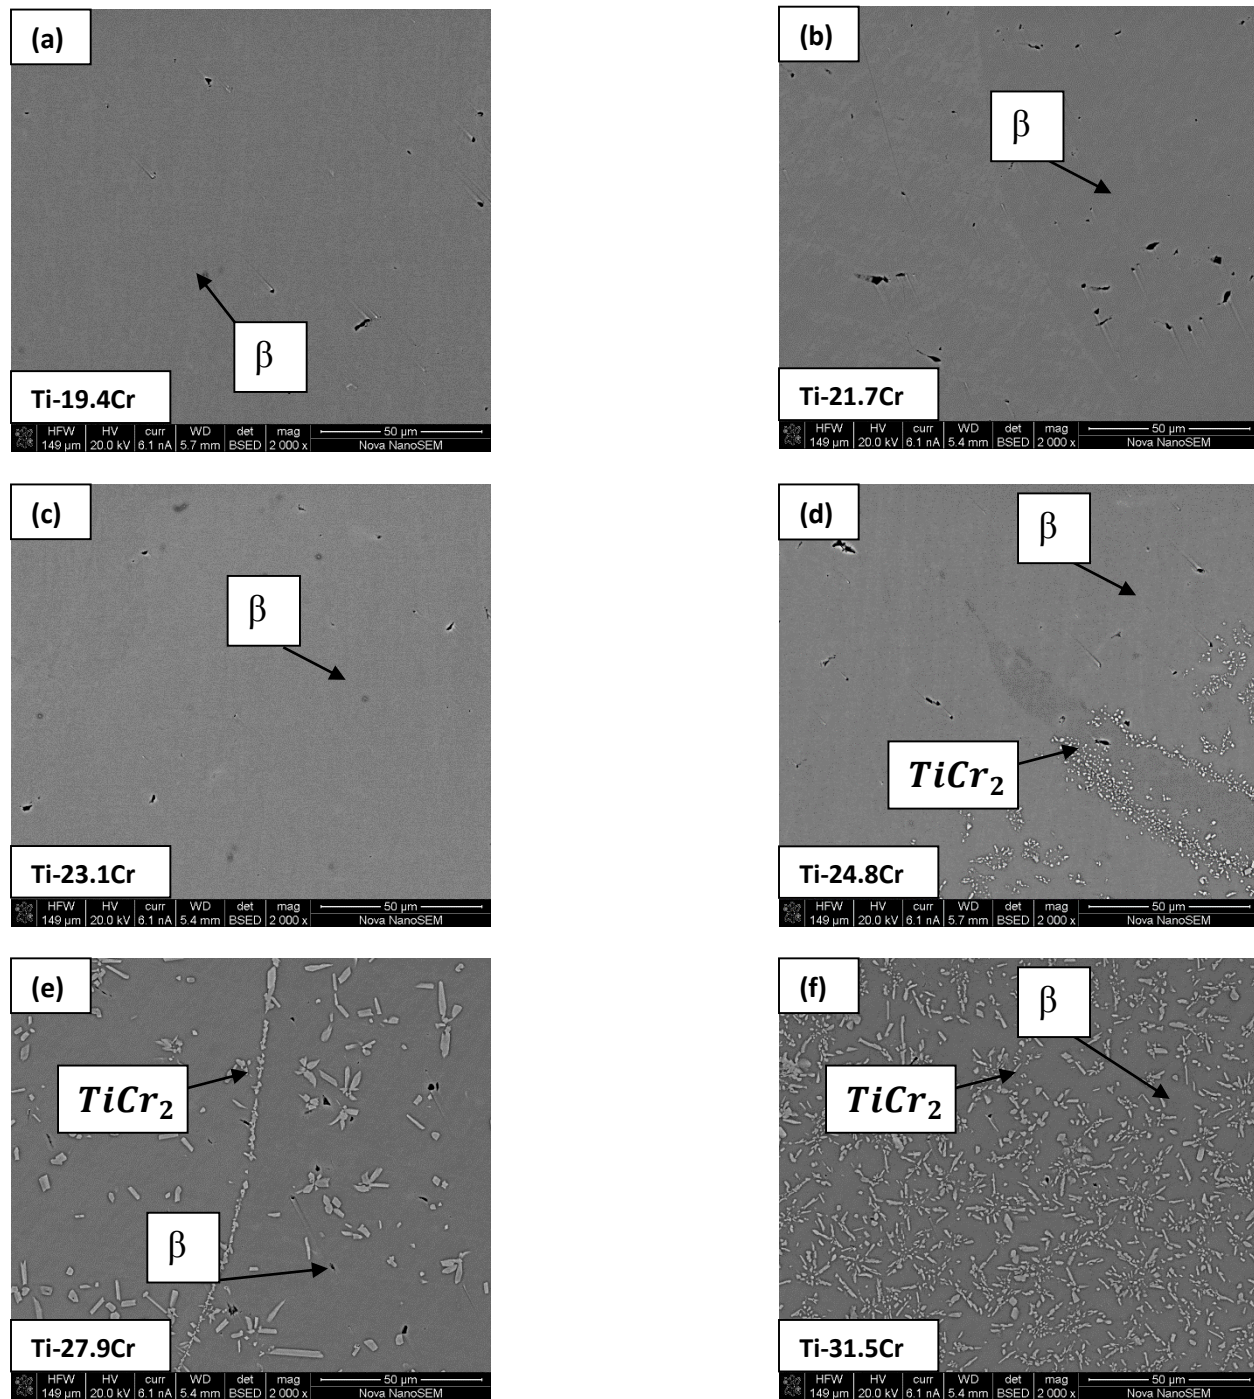 (a)
β
Ti-19.4Cr
HFW HV curr WD det mag 50 µm
149 µm 20.0 kV 6.1 nA 5.7 mm BSED 2 000 x Nova NanoSEM
(b)
β
Ti-21.7Cr
HFW HV curr WD det mag 50 µm
149 µm 20.0 kV 6.1 nA 5.4 mm BSED 2 000 x Nova NanoSEM
(c)
β
Ti-23.1Cr
HFW HV curr WD det mag 50 µm
149 µm 20.0 kV 6.1 nA 5.4 mm BSED 2 000 x Nova NanoSEM
(d)
β
TiCr₂
Ti-24.8Cr
HFW HV curr WD det mag 50 µm
149 µm 20.0 kV 6.1 nA 5.7 mm BSED 2 000 x Nova NanoSEM
(e)
TiCr₂
β
Ti-27.9Cr
HFW HV curr WD det mag 50 µm
149 µm 20.0 kV 6.1 nA 5.4 mm BSED 2 000 x Nova NanoSEM
(f)
β
TiCr₂
Ti-31.5Cr
HFW HV curr WD det mag 50 µm
149 µm 20.0 kV 6.1 nA 5.4 mm BSED 2 000 x Nova NanoSEM